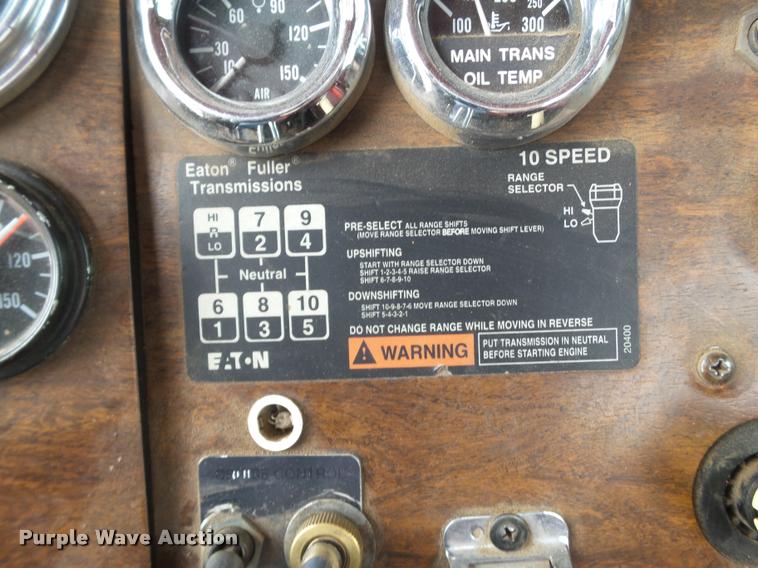 60 90
30 120
10 150
AIR
100 250 300
MAIN TRANS
OIL TEMP
120
150
Eaton® Fuller®
Transmissions
10 SPEED
RANGE
SELECTOR
HI
LO
HI 7 9
R
LO 2 4
Neutral
6 8 10
1 3 5
EATON
PRE-SELECT ALL RANGE SHIFTS
(MOVE RANGE SELECTOR BEFORE MOVING SHIFT LEVER)
UPSHIFTING
START WITH RANGE SELECTOR DOWN
SHIFT 1-2-3-4-5 RAISE RANGE SELECTOR
SHIFT 6-7-8-9-10
DOWNSHIFTING
SHIFT 10-9-8-7-6 MOVE RANGE SELECTOR DOWN
SHIFT 5-4-3-2-1
DO NOT CHANGE RANGE WHILE MOVING IN REVERSE
WARNING
PUT TRANSMISSION IN NEUTRAL
BEFORE STARTING ENGINE
20400
CONTROL
Purple Wave Auction